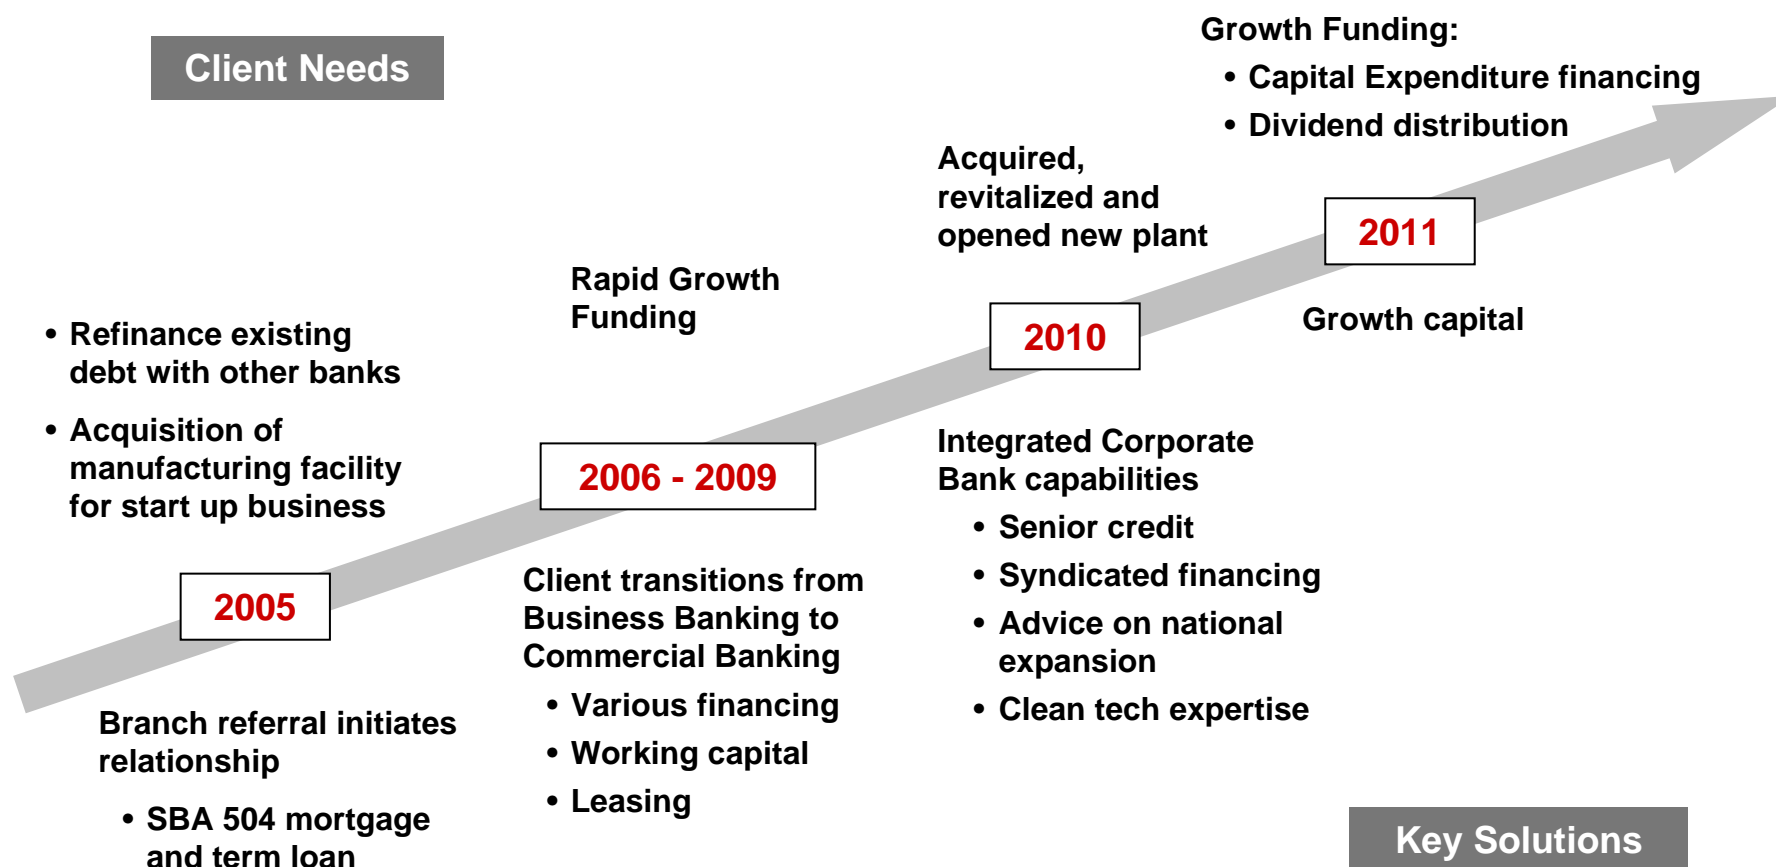 Client Needs
Growth Funding:
• Capital Expenditure financing
• Dividend distribution
Acquired,
revitalized and
opened new plant
2011
Rapid Growth
Funding
Growth capital
2010
• Refinance existing
debt with other banks
• Acquisition of
manufacturing facility
for start up business
2006 - 2009
Integrated Corporate
Bank capabilities
• Senior credit
• Syndicated financing
• Advice on national
expansion
• Clean tech expertise
2005
Client transitions from
Business Banking to
Commercial Banking
• Various financing
• Working capital
• Leasing
Branch referral initiates
relationship
• SBA 504 mortgage
and term loan
Key Solutions